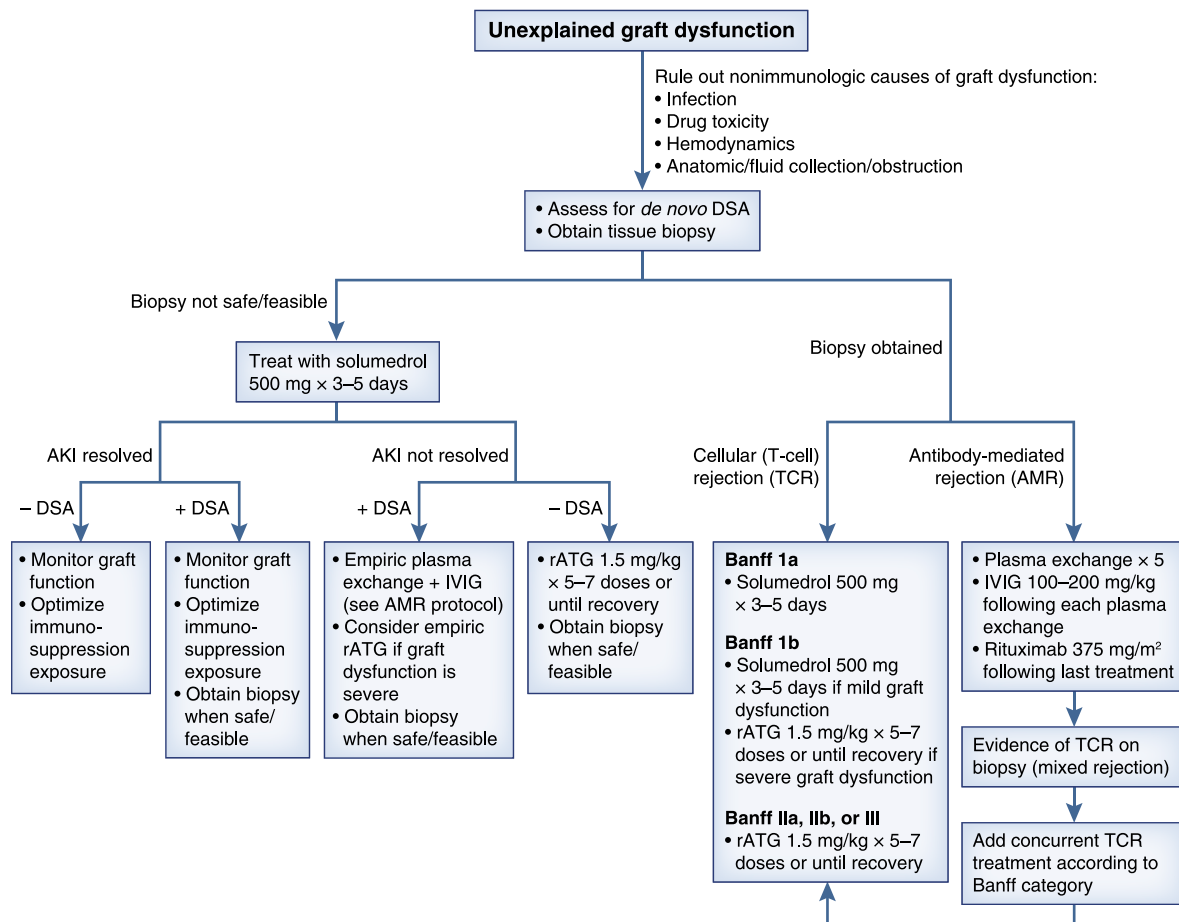 Unexplained graft dysfunction
Rule out nonimmunologic causes of graft dysfunction:
• Infection
• Drug toxicity
• Hemodynamics
• Anatomic/fluid collection/obstruction
• Assess for de novo DSA
• Obtain tissue biopsy
Biopsy not safe/feasible
Treat with solumedrol
500 mg × 3–5 days
AKI resolved
– DSA
• Monitor graft
function
• Optimize
immuno-
suppression
exposure
+ DSA
• Monitor graft
function
• Optimize
immuno-
suppression
exposure
• Obtain biopsy
when safe/
feasible
AKI not resolved
+ DSA
• Empiric plasma
exchange + IVIG
(see AMR protocol)
• Consider empiric
rATG if graft
dysfunction is
severe
• Obtain biopsy
when safe/feasible
– DSA
• rATG 1.5 mg/kg
× 5–7 doses or
until recovery
• Obtain biopsy
when safe/
feasible
Biopsy obtained
Cellular (T-cell)
rejection (TCR)
Banff 1a
• Solumedrol 500 mg
× 3–5 days
Banff 1b
• Solumedrol 500 mg
× 3–5 days if mild graft
dysfunction
• rATG 1.5 mg/kg × 5–7
doses or until recovery if
severe graft dysfunction
Banff IIa, IIb, or III
• rATG 1.5 mg/kg × 5–7
doses or until recovery
Antibody-mediated
rejection (AMR)
• Plasma exchange × 5
• IVIG 100–200 mg/kg
following each plasma
exchange
• Rituximab 375 mg/m²
following last treatment
Evidence of TCR on
biopsy (mixed rejection)
Add concurrent TCR
treatment according to
Banff category